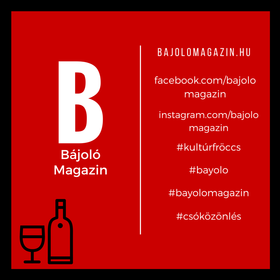 B
Bájoló
Magazin
BAJOLOMAGAZIN.HU
facebook.com/bajolo
magazin
instagram.com/bajolo
magazin
#kultúrfröccs
#bayolo
#bayolomagazin
#csóközönlés